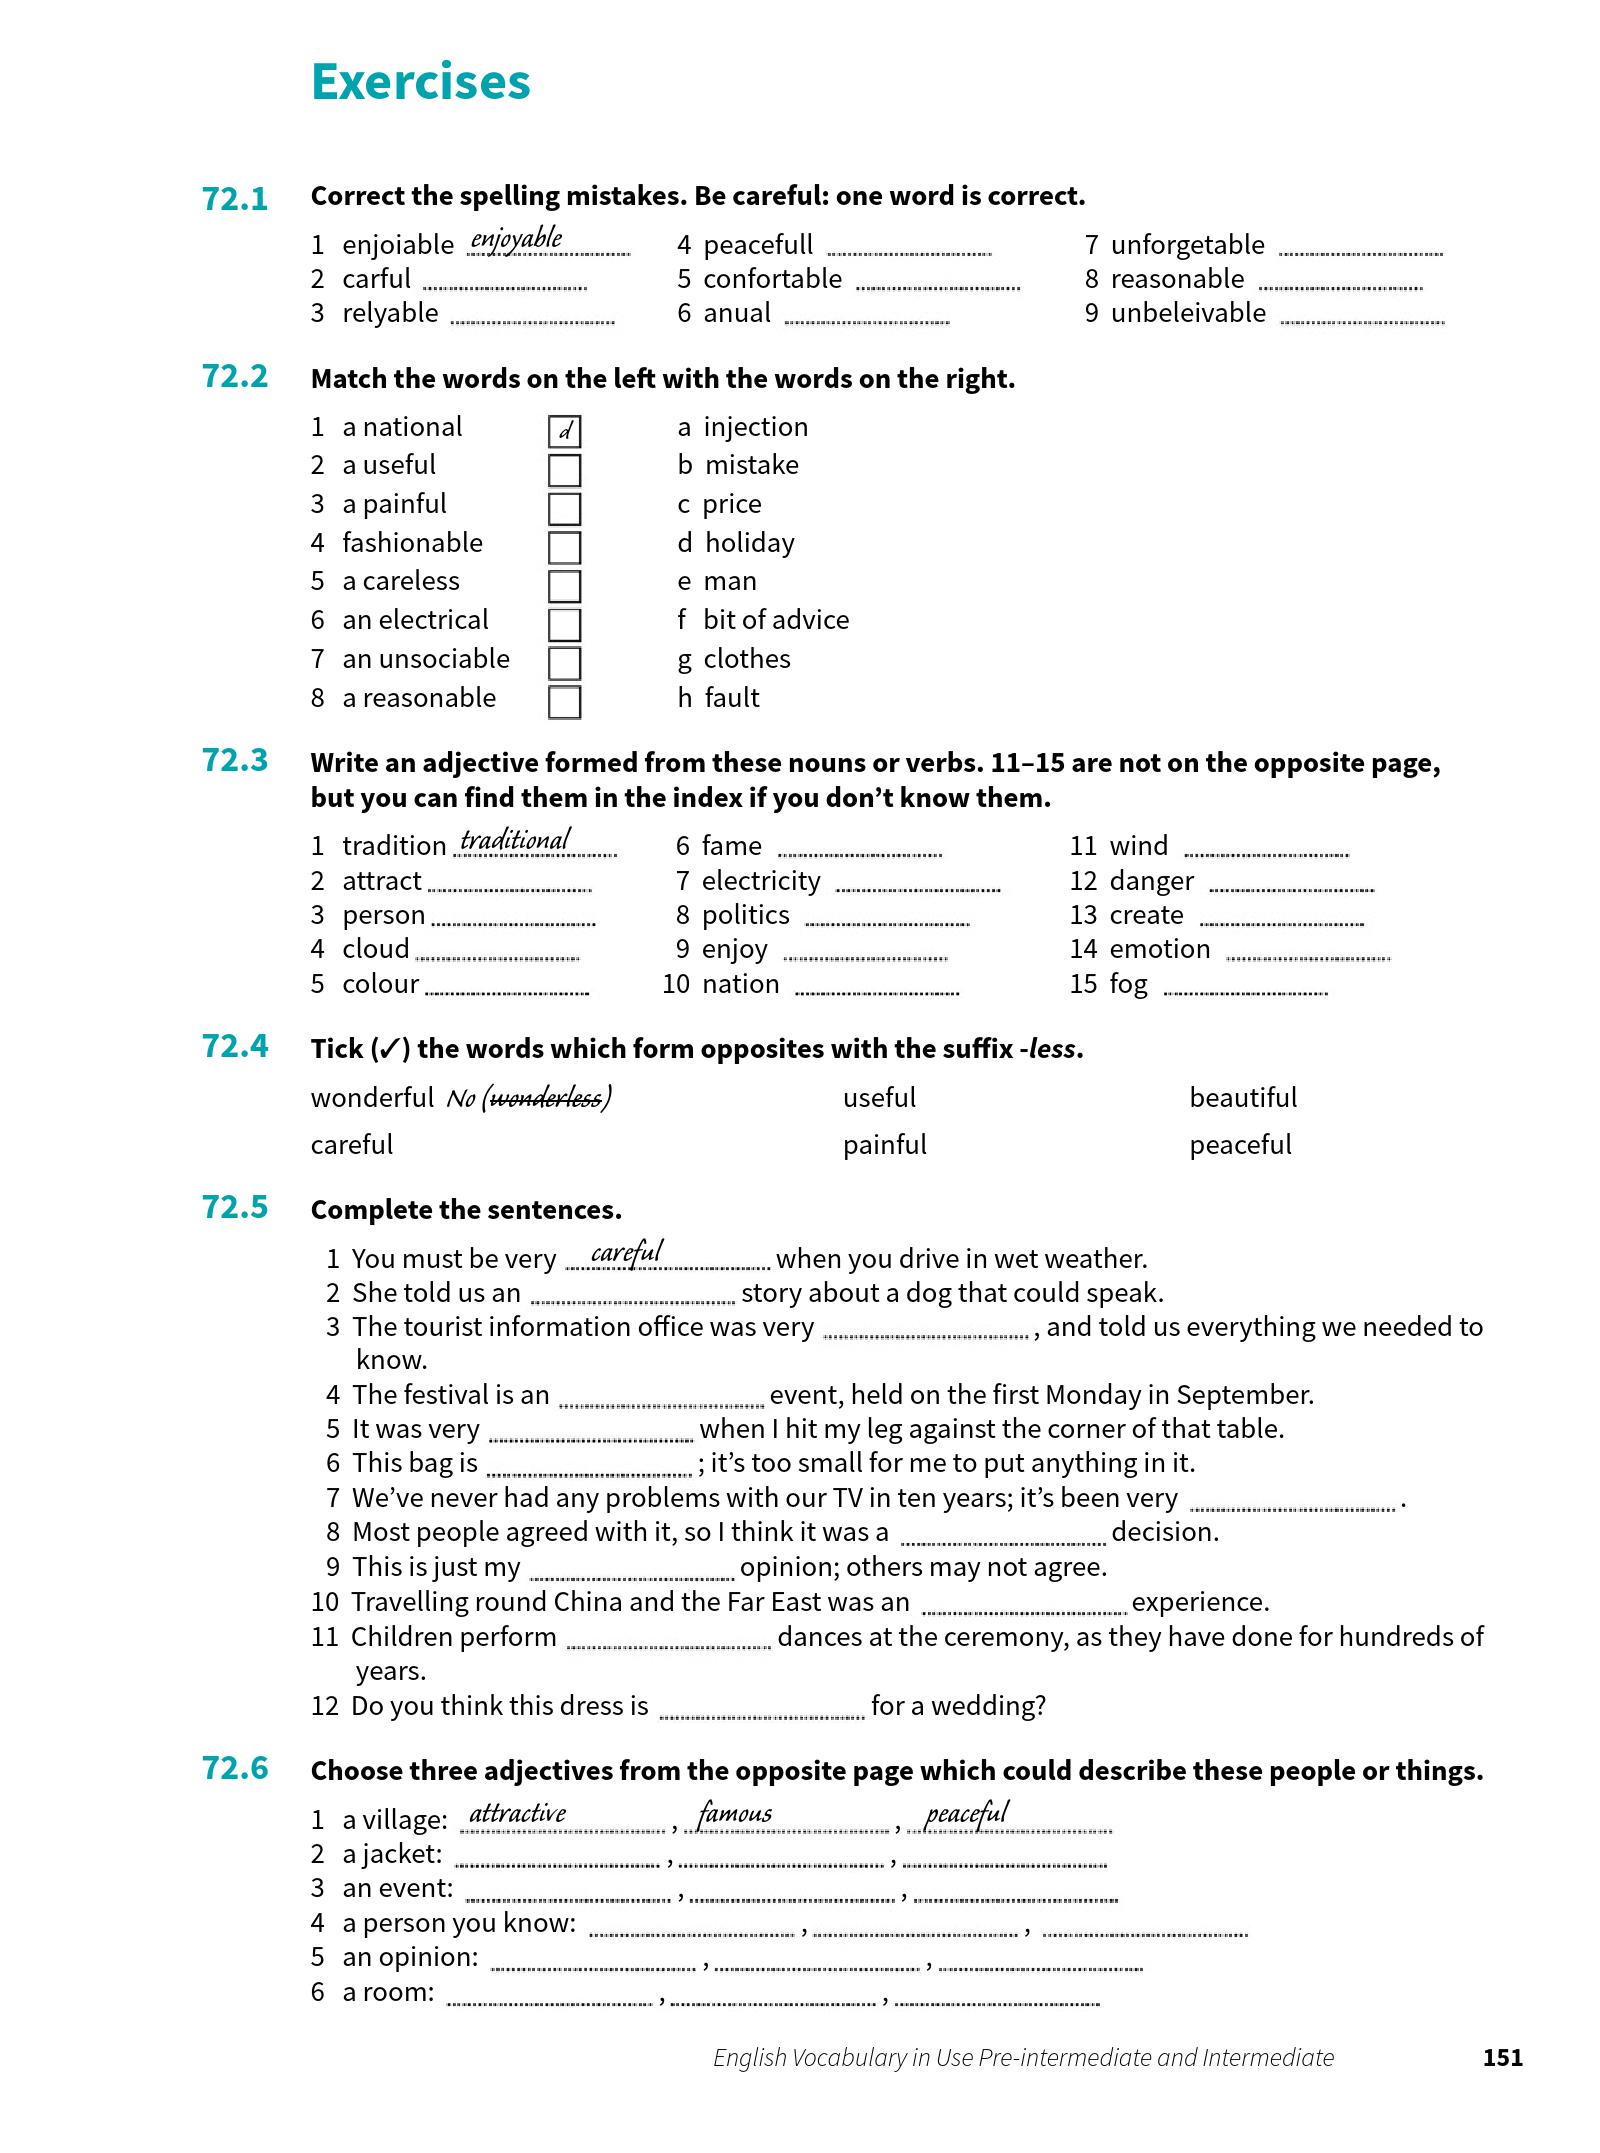 Exercises
72.1 Correct the spelling mistakes. Be careful: one word is correct.
1 enjoiable enjoyable 4 peacefull 7 unforgetable
2 carful 5 confortable 8 reasonable
3 relyable 6 anual 9 unbeleivable
72.2 Match the words on the left with the words on the right.
1 a national d a injection
2 a useful b mistake
3 a painful c price
4 fashionable d holiday
5 a careless e man
6 an electrical f bit of advice
7 an unsociable g clothes
8 a reasonable h fault
72.3 Write an adjective formed from these nouns or verbs. 11–15 are not on the opposite page,
but you can find them in the index if you don’t know them.
1 tradition traditional 6 fame 11 wind
2 attract 7 electricity 12 danger
3 person 8 politics 13 create
4 cloud 9 enjoy 14 emotion
5 colour 10 nation 15 fog
72.4 Tick (✓) the words which form opposites with the suffix -less.
wonderful No (wonderless) useful beautiful
careful painful peaceful
72.5 Complete the sentences.
1 You must be very careful when you drive in wet weather.
2 She told us an story about a dog that could speak.
3 The tourist information office was very , and told us everything we needed to
know.
4 The festival is an event, held on the first Monday in September.
5 It was very when I hit my leg against the corner of that table.
6 This bag is ; it’s too small for me to put anything in it.
7 We’ve never had any problems with our TV in ten years; it’s been very .
8 Most people agreed with it, so I think it was a decision.
9 This is just my opinion; others may not agree.
10 Travelling round China and the Far East was an experience.
11 Children perform dances at the ceremony, as they have done for hundreds of
years.
12 Do you think this dress is for a wedding?
72.6 Choose three adjectives from the opposite page which could describe these people or things.
1 a village: attractive , famous , peaceful
2 a jacket: , ,
3 an event: , ,
4 a person you know: , ,
5 an opinion: , ,
6 a room: , ,
English Vocabulary in Use Pre-intermediate and Intermediate 151